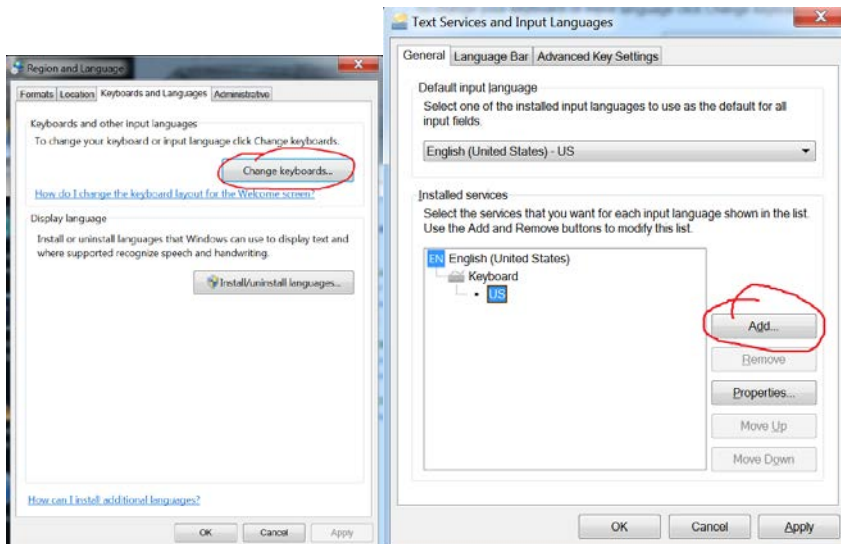 Region and Language
Formats Location Keyboards and Languages Administrative
Keyboards and other input languages
To change your keyboard or input language click Change keyboards.
Change keyboards...
How do I change the keyboard layout for the Welcome screen?
Display language
Install or uninstall languages that Windows can use to display text and
where supported recognize speech and handwriting.
Install/uninstall languages...
How can I install additional languages?
OK Cancel Apply
Text Services and Input Languages
General Language Bar Advanced Key Settings
Default input language
Select one of the installed input languages to use as the default for all
input fields.
English (United States) - US
Installed services
Select the services that you want for each input language shown in the list.
Use the Add and Remove buttons to modify this list.
EN English (United States)
Keyboard
US
Add...
Remove
Properties...
Move Up
Move Down
OK Cancel Apply